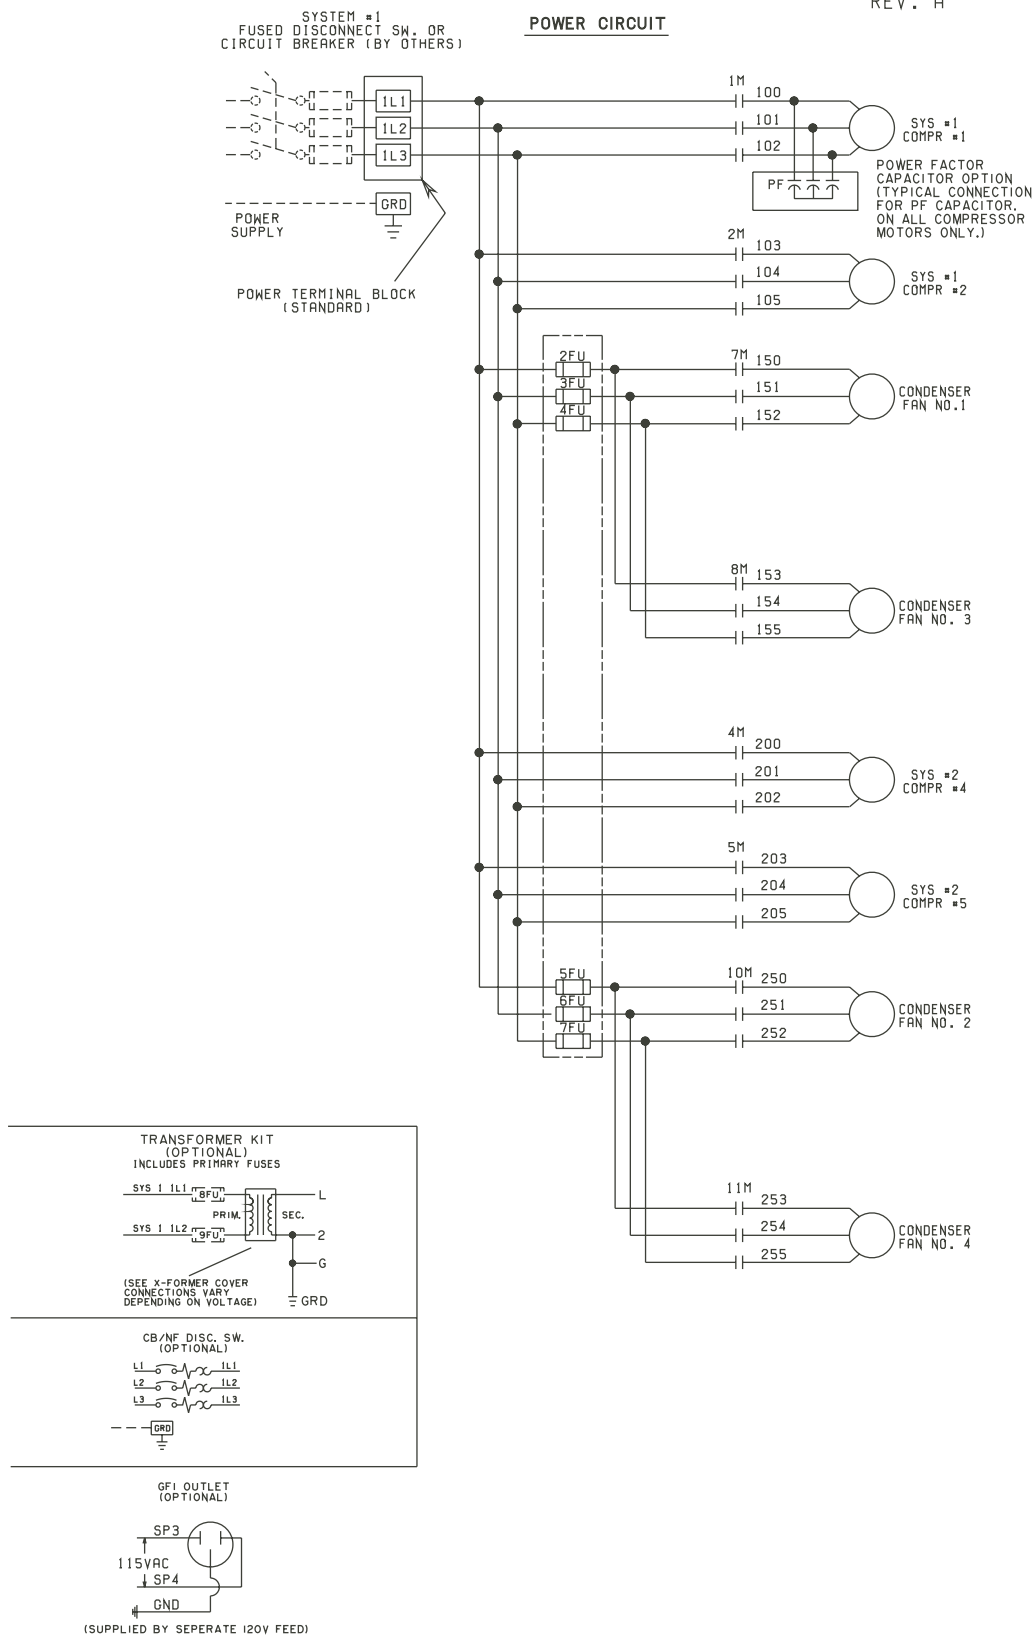 REV. A
POWER CIRCUIT
SYSTEM #1
FUSED DISCONNECT SW. OR
CIRCUIT BREAKER (BY OTHERS)
1L1
1L2
1L3
GRD
POWER
SUPPLY
POWER TERMINAL BLOCK
(STANDARD)
1M
100
101
102
SYS #1
COMPR #1
PF
POWER FACTOR
CAPACITOR OPTION
(TYPICAL CONNECTION
FOR PF CAPACITOR.
ON ALL COMPRESSOR
MOTORS ONLY.)
2M
103
104
105
SYS #1
COMPR #2
2FU
3FU
4FU
7M
150
151
152
CONDENSER
FAN NO.1
8M
153
154
155
CONDENSER
FAN NO. 3
4M
200
201
202
SYS #2
COMPR #4
5M
203
204
205
SYS #2
COMPR #5
5FU
6FU
7FU
10M
250
251
252
CONDENSER
FAN NO. 2
11M
253
254
255
CONDENSER
FAN NO. 4
TRANSFORMER KIT
(OPTIONAL)
INCLUDES PRIMARY FUSES
SYS 1 1L1
8FU
L
PRIM.
SEC.
SYS 1 1L2
9FU
2
G
GRD
(SEE X-FORMER COVER
CONNECTIONS VARY
DEPENDING ON VOLTAGE)
CB/NF DISC. SW.
(OPTIONAL)
L1 1L1
L2 1L2
L3 1L3
GRD
GFI OUTLET
(OPTIONAL)
SP3
115VAC
SP4
GND
(SUPPLIED BY SEPERATE 120V FEED)